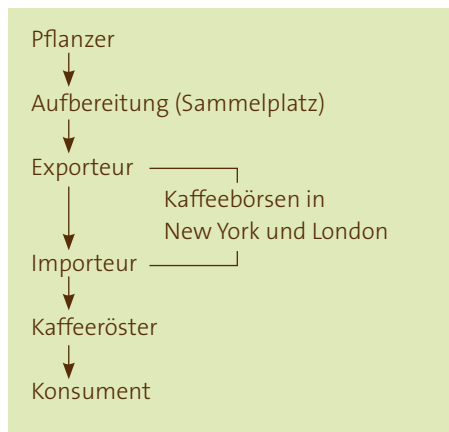 Pflanzer
Aufbereitung (Sammelplatz)
Exporteur
Kaffeebörsen in
New York und London
Importeur
Kaffeeröster
Konsument